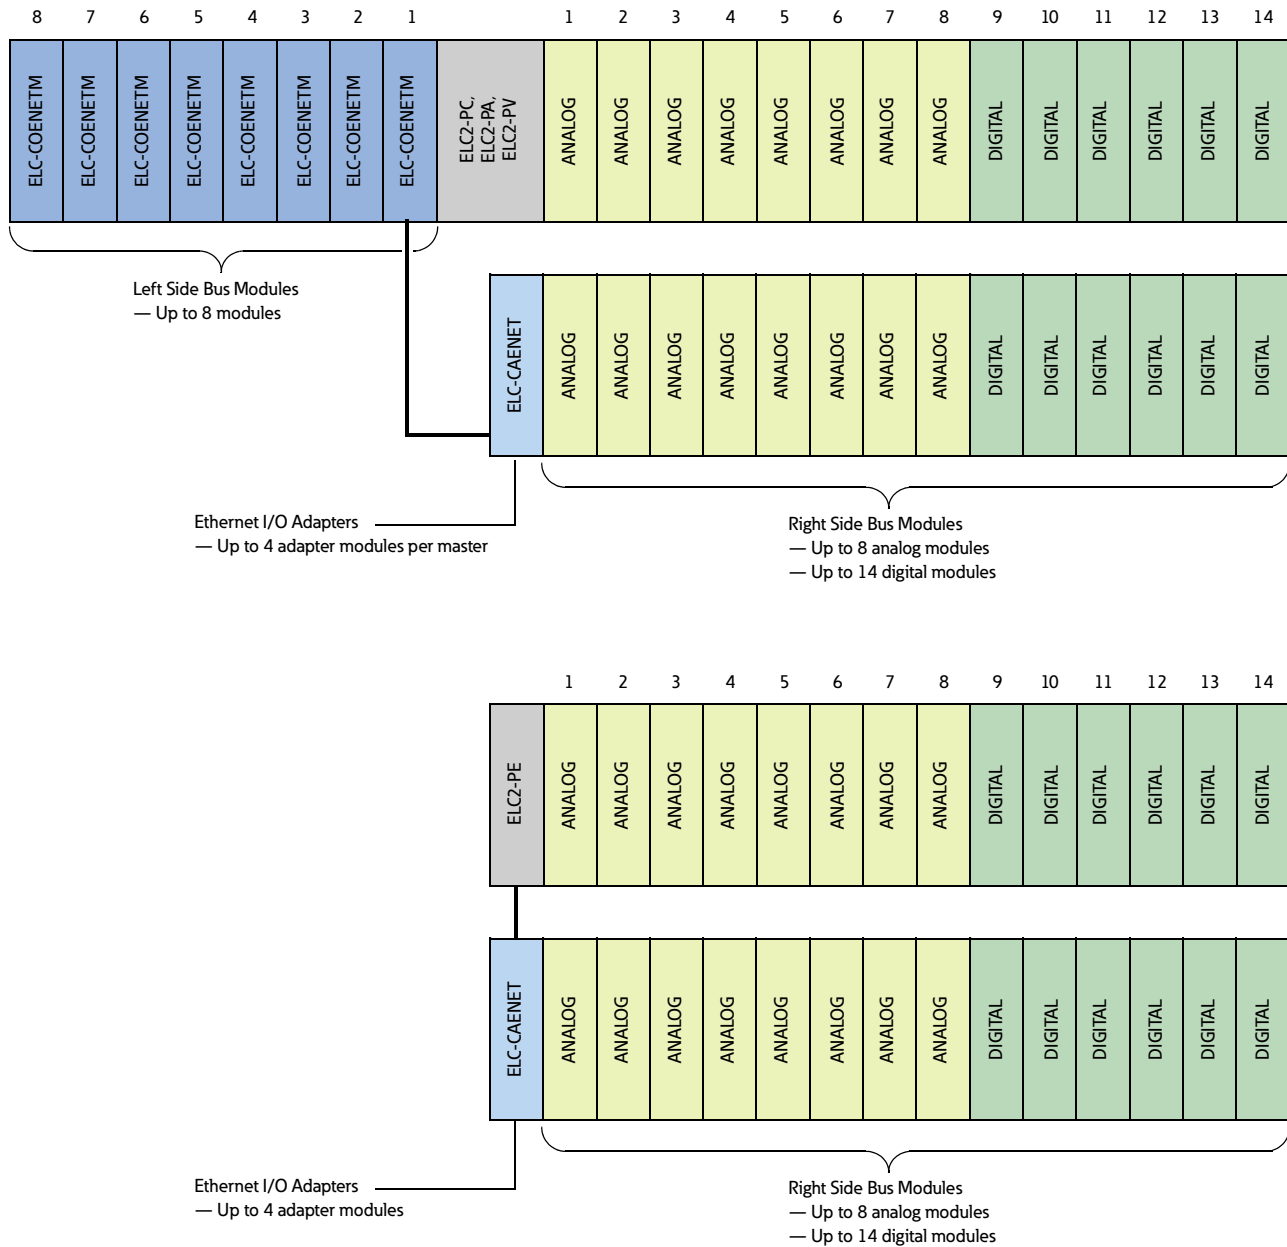 8 7 6 5 4 3 2 1 1 2 3 4 5 6 7 8 9 10 11 12 13 14
ELC-COENETM
ELC-COENETM
ELC-COENETM
ELC-COENETM
ELC-COENETM
ELC-COENETM
ELC-COENETM
ELC-COENETM
ELC2-PC,
ELC2-PA,
ELC2-PV
ANALOG
ANALOG
ANALOG
ANALOG
ANALOG
ANALOG
ANALOG
ANALOG
DIGITAL
DIGITAL
DIGITAL
DIGITAL
DIGITAL
DIGITAL
Left Side Bus Modules
— Up to 8 modules
ELC-CAENET
ANALOG
ANALOG
ANALOG
ANALOG
ANALOG
ANALOG
ANALOG
ANALOG
DIGITAL
DIGITAL
DIGITAL
DIGITAL
DIGITAL
DIGITAL
Ethernet I/O Adapters
— Up to 4 adapter modules per master
Right Side Bus Modules
— Up to 8 analog modules
— Up to 14 digital modules
1 2 3 4 5 6 7 8 9 10 11 12 13 14
ELC2-PE
ANALOG
ANALOG
ANALOG
ANALOG
ANALOG
ANALOG
ANALOG
ANALOG
DIGITAL
DIGITAL
DIGITAL
DIGITAL
DIGITAL
DIGITAL
ELC-CAENET
ANALOG
ANALOG
ANALOG
ANALOG
ANALOG
ANALOG
ANALOG
ANALOG
DIGITAL
DIGITAL
DIGITAL
DIGITAL
DIGITAL
DIGITAL
Ethernet I/O Adapters
— Up to 4 adapter modules
Right Side Bus Modules
— Up to 8 analog modules
— Up to 14 digital modules